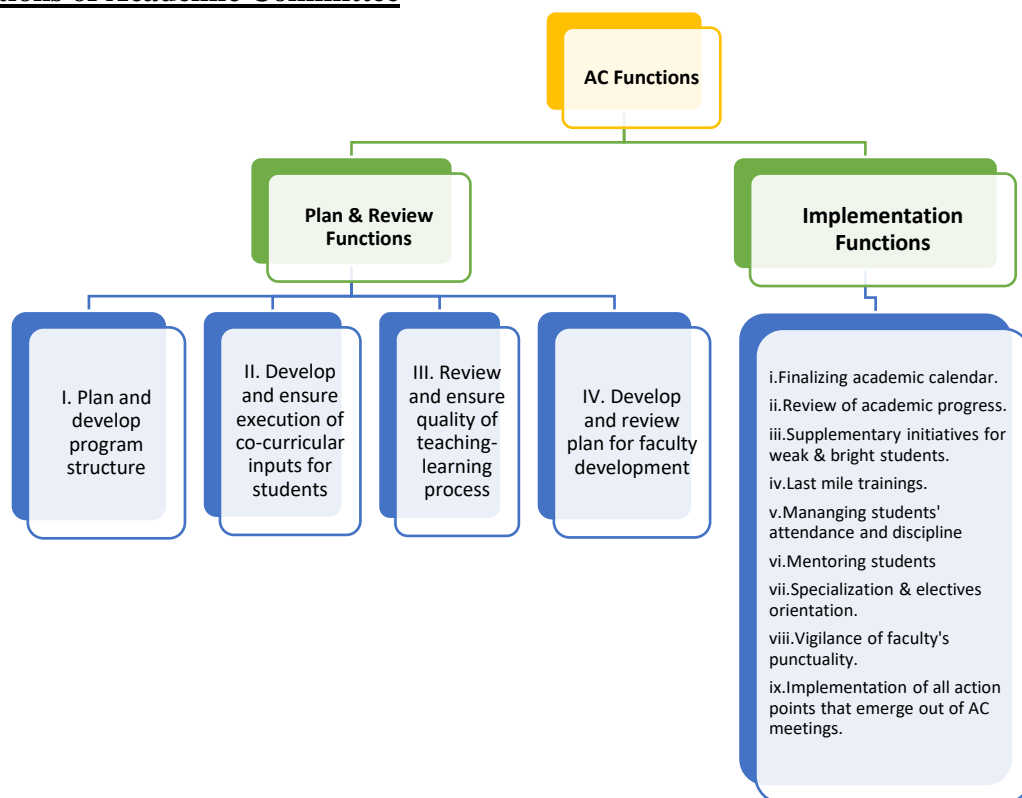 tions of Academic Committee
AC Functions
Plan & Review
Functions
Implementation
Functions
I. Plan and
develop
program
structure
II. Develop
and ensure
execution of
co-curricular
inputs for
students
III. Review
and ensure
quality of
teaching-
learning
process
IV. Develop
and review
plan for faculty
development
i.Finalizing academic calendar.
ii.Review of academic progress.
iii.Supplementary initiatives for
weak & bright students.
iv.Last mile trainings.
v.Mananging students'
attendance and discipline
vi.Mentoring students
vii.Specialization & electives
orientation.
viii.Vigilance of faculty's
punctuality.
ix.Implementation of all action
points that emerge out of AC
meetings.